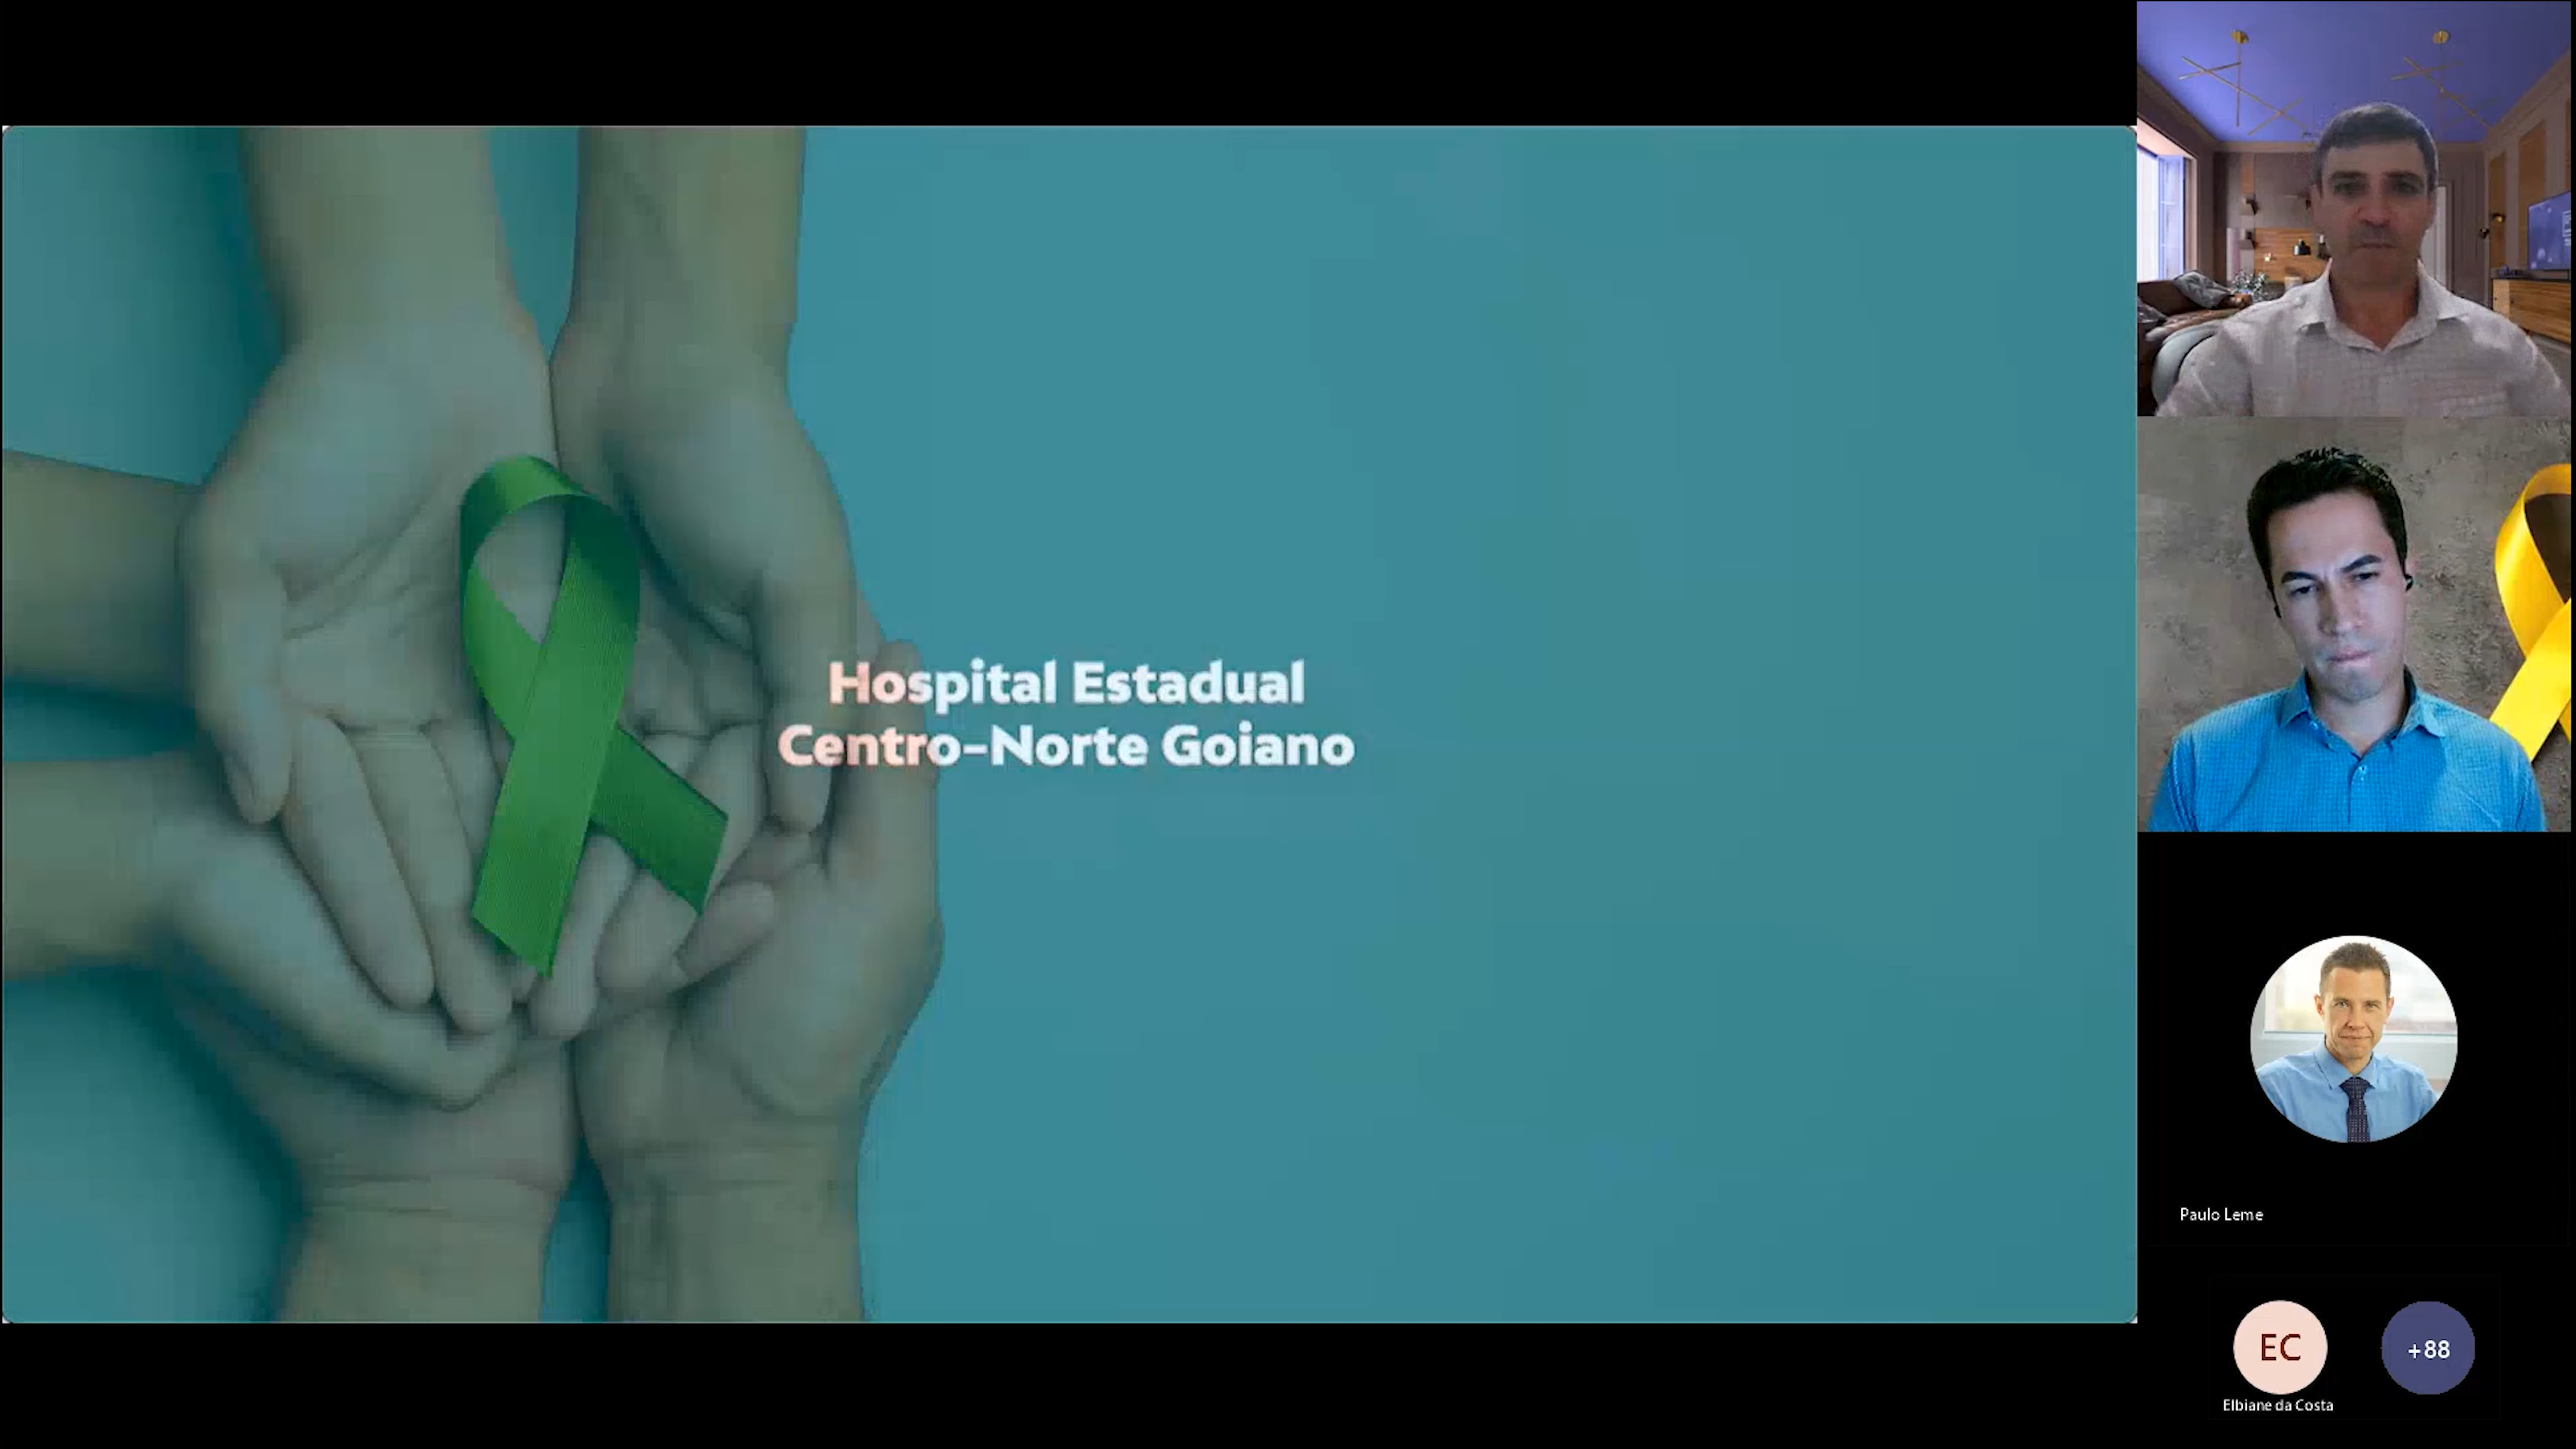 Hospital Estadual
Centro-Norte Goiano
Paulo Leme
EC
+88
Elbiane da Costa